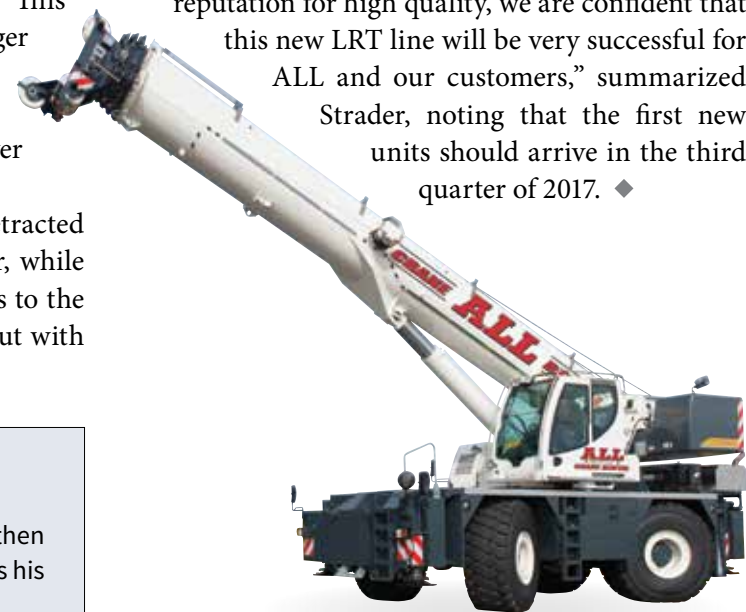 This
ger
er
tracted
, while
s to the
ut with
then
s his
reputation for high quality, we are confident that
this new LRT line will be very successful for
ALL and our customers,” summarized
Strader, noting that the first new
units should arrive in the third
quarter of 2017. ◆
CRANE ALL
ALL